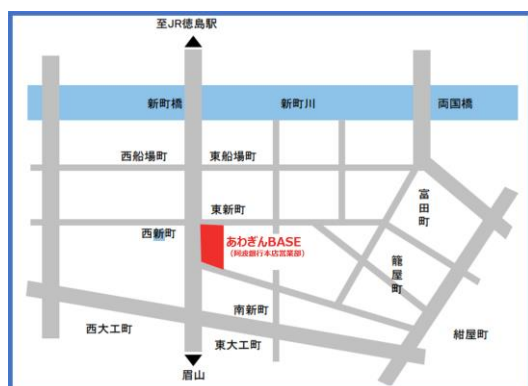 至JR徳島駅
新町橋
新町川
両国橋
西船場町
東船場町
富田町
東新町
西新町
あわぎんBASE
(阿波銀行本店営業部)
籠屋町
南新町
西大工町
東大工町
紺屋町
眉山